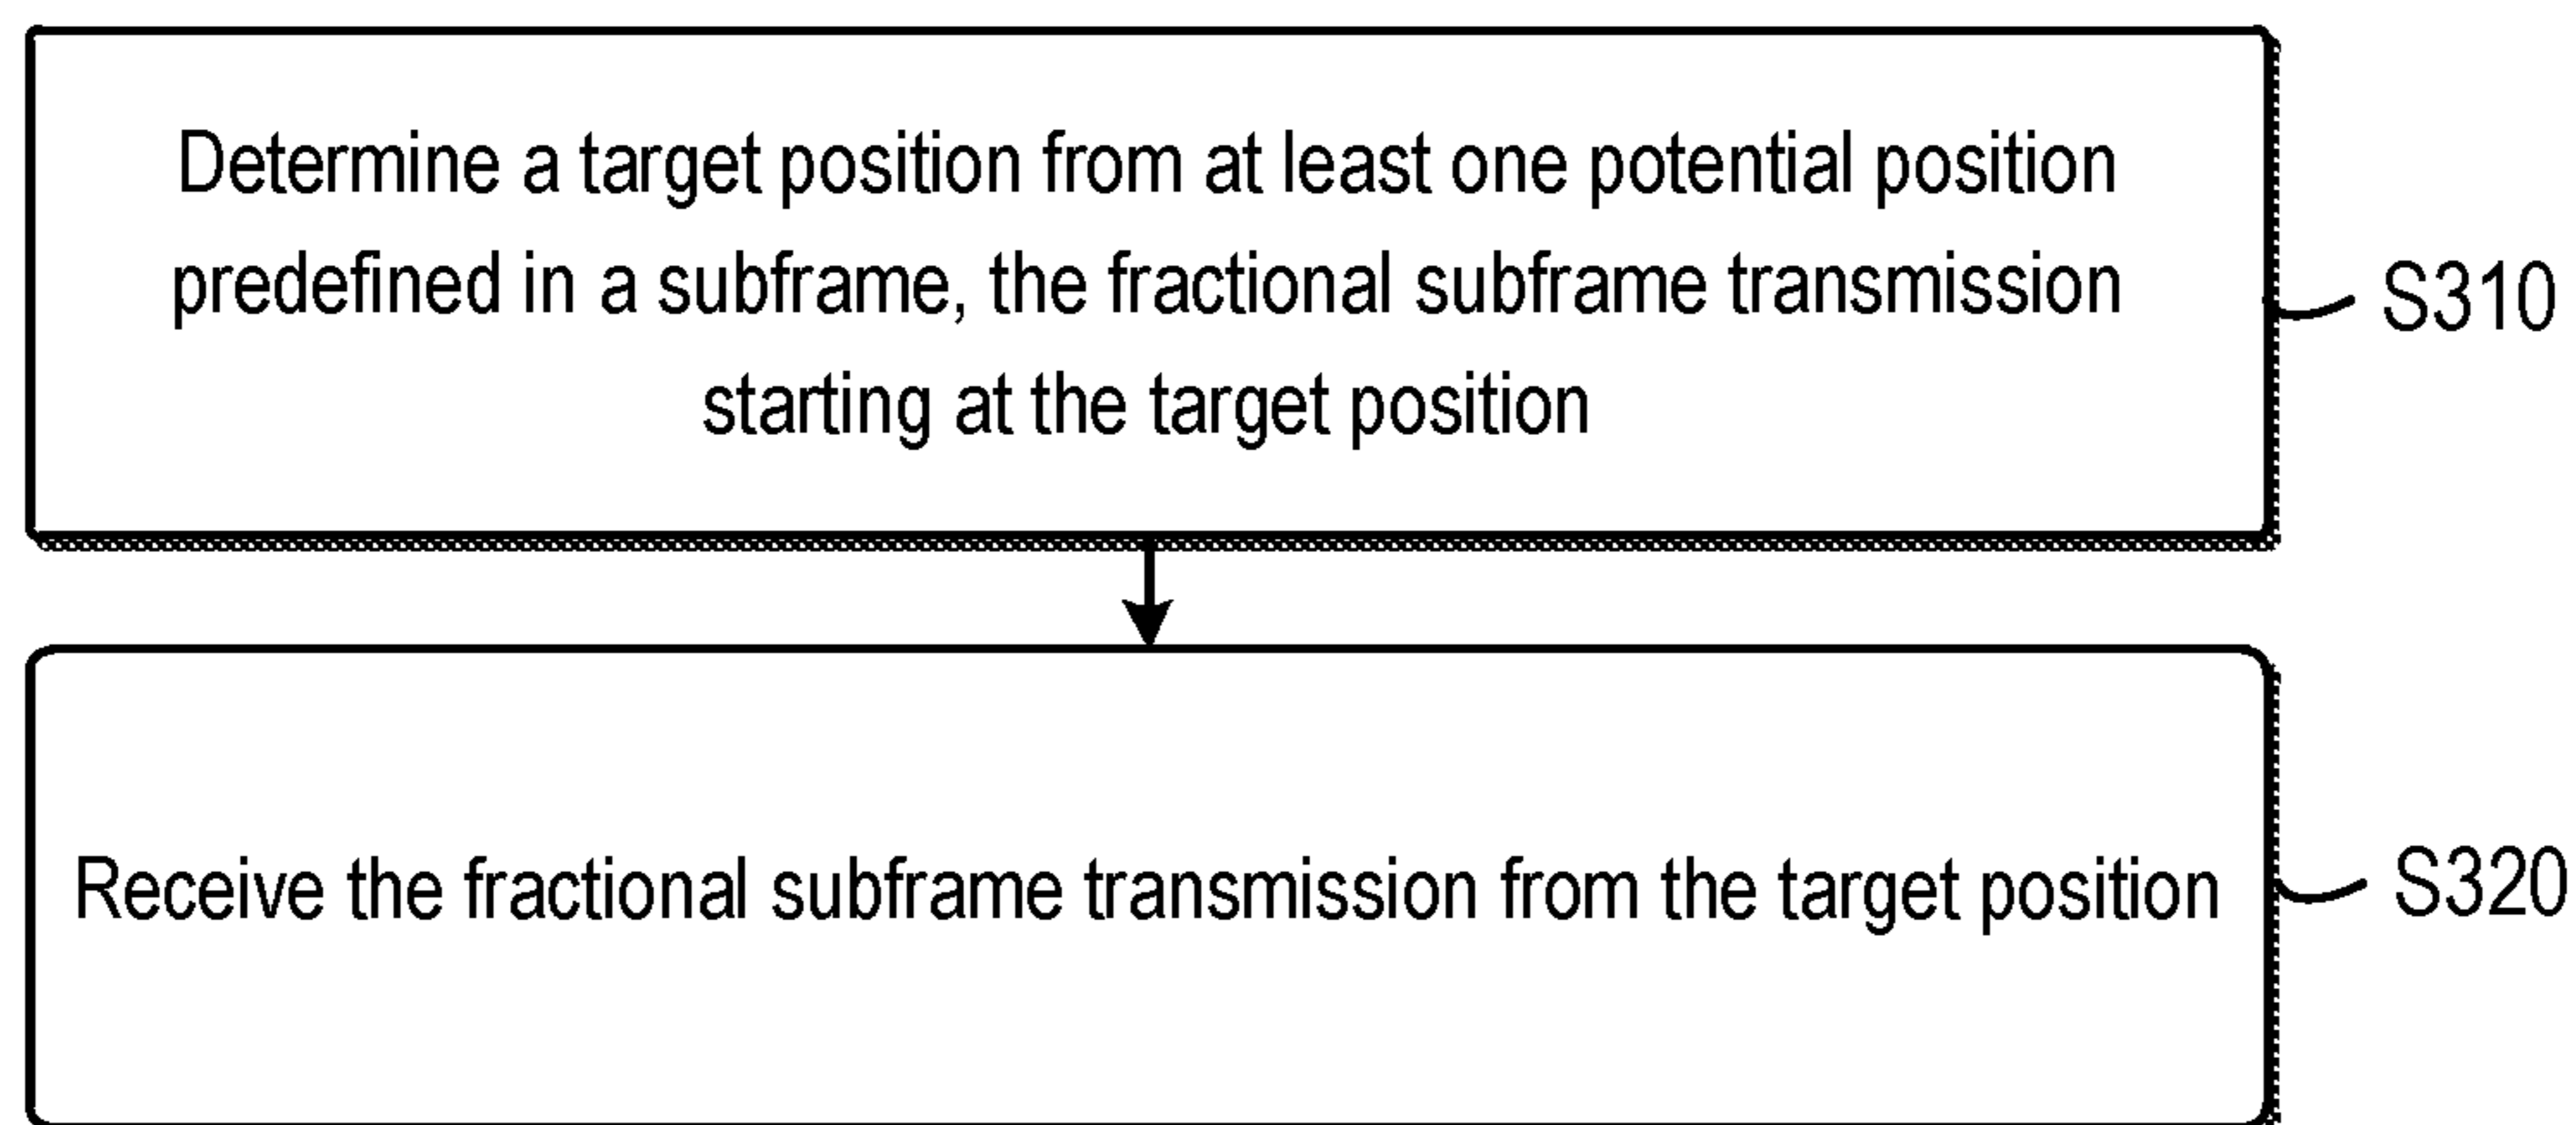 Determine a target position from at least one potential position
predefined in a subframe, the fractional subframe transmission
starting at the target position
S310
Receive the fractional subframe transmission from the target position
S320